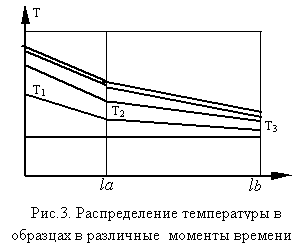 T
T1
T2
T3
la
lb
Рис.3. Распределение температуры в
образцах в различные моменты времени